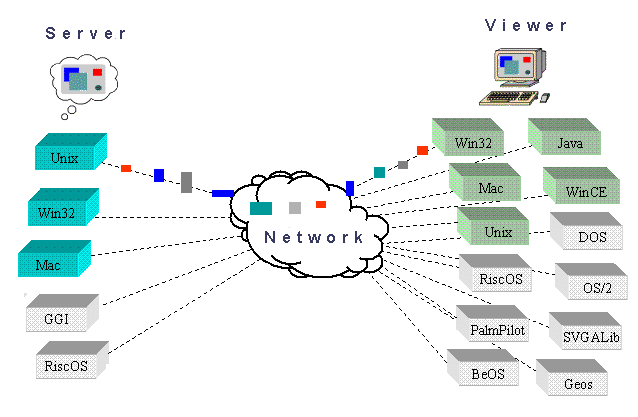 Server
Viewer
Unix
Win32
Mac
GGI
RiscOS
Network
Win32
Java
Mac
WinCE
Unix
DOS
RiscOS
OS/2
PalmPilot
SVGALib
BeOS
Geos